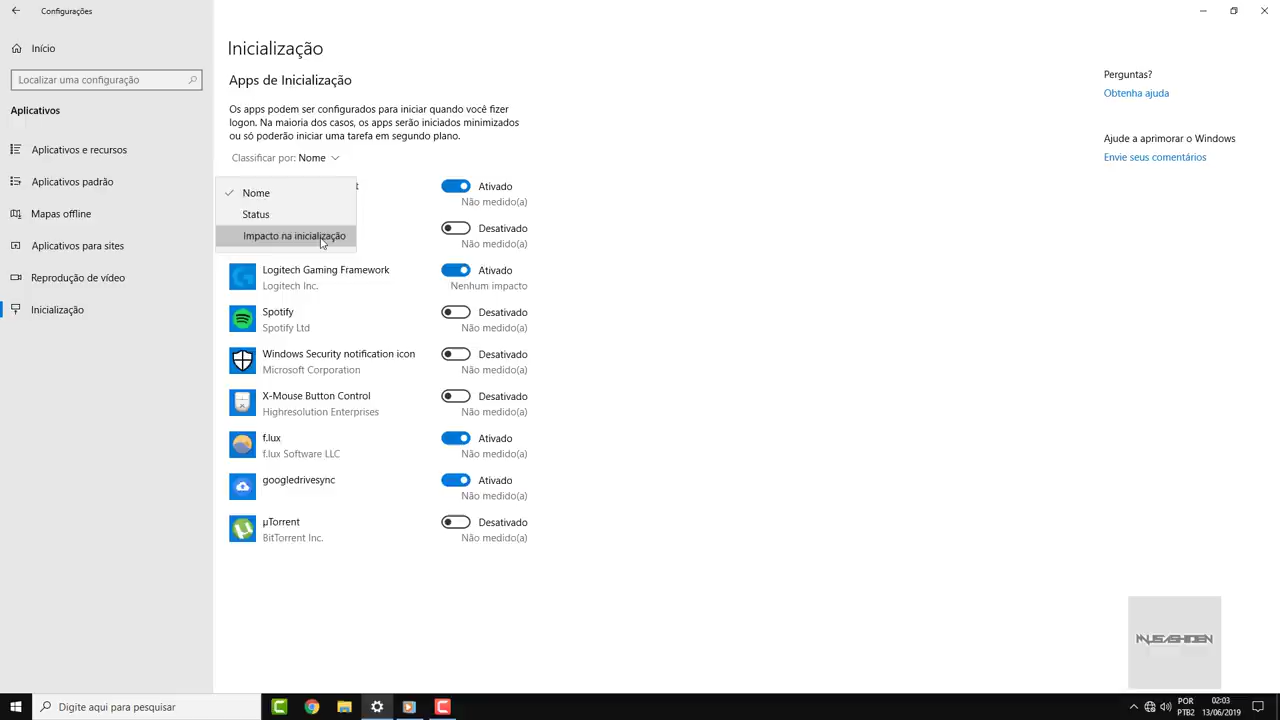 Configurações
Início
Localizar uma configuração
Aplicativos
Aplicativos e recursos
Aplicativos padrão
Mapas offline
Aplicativos para sites
Reprodução de vídeo
Inicialização
Inicialização
Apps de Inicialização
Os apps podem ser configurados para iniciar quando você fizer
logon. Na maioria dos casos, os apps serão iniciados minimizados
ou só poderão iniciar uma tarefa em segundo plano.
Classificar por: Nome
Nome
Status
Impacto na inicialização
Ativado
Não medido(a)
Desativado
Não medido(a)
Logitech Gaming Framework
Logitech Inc.
Ativado
Nenhum impacto
Spotify
Spotify Ltd
Desativado
Não medido(a)
Windows Security notification icon
Microsoft Corporation
Desativado
Não medido(a)
X-Mouse Button Control
Highresolution Enterprises
Desativado
Não medido(a)
f.lux
f.lux Software LLC
Ativado
Não medido(a)
googledrivesync
Ativado
Não medido(a)
µTorrent
BitTorrent Inc.
Desativado
Não medido(a)
Perguntas?
Obtenha ajuda
Ajude a aprimorar o Windows
Envie seus comentários
Digite aqui para pesquisar
POR
PTB2
02:03
13/06/2019